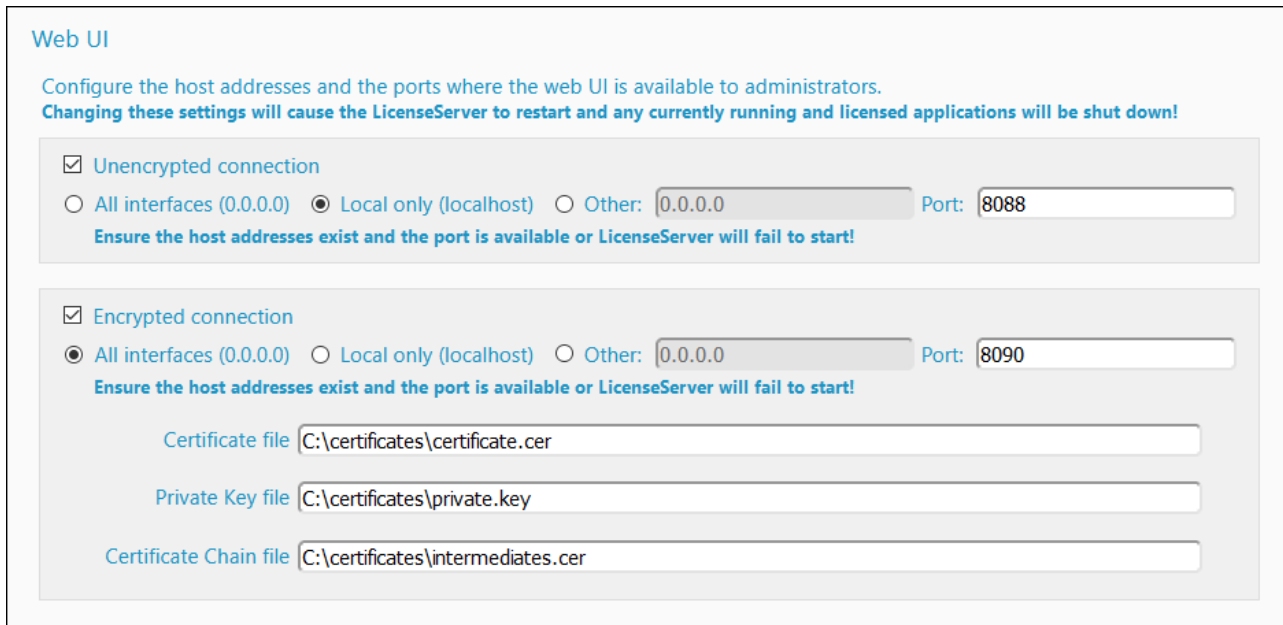 Web UI
Configure the host addresses and the ports where the web UI is available to administrators.
Changing these settings will cause the LicenseServer to restart and any currently running and licensed applications will be shut down!
Unencrypted connection
All interfaces (0.0.0.0) Local only (localhost) Other: 0.0.0.0 Port: 8088
Ensure the host addresses exist and the port is available or LicenseServer will fail to start!
Encrypted connection
All interfaces (0.0.0.0) Local only (localhost) Other: 0.0.0.0 Port: 8090
Ensure the host addresses exist and the port is available or LicenseServer will fail to start!
Certificate file C:\certificates\certificate.cer
Private Key file C:\certificates\private.key
Certificate Chain file C:\certificates\intermediates.cer